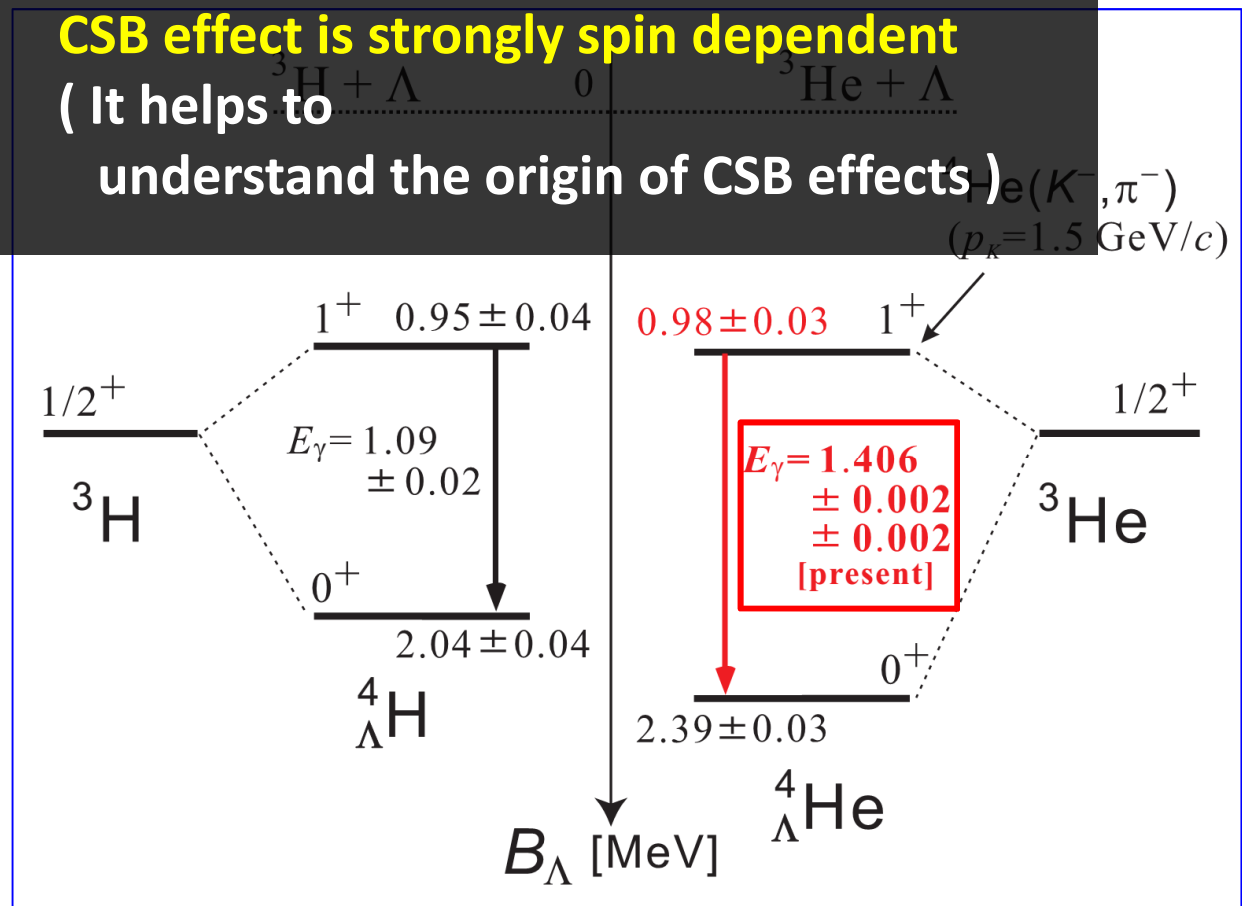 CSB effect is strongly spin dependent
( It helps to
understand the origin of CSB effects )
³H + Λ 0 ³He + Λ
⁴He(K⁻,π⁻)
(p_K=1.5 GeV/c)
1⁺ 0.95±0.04 0.98±0.03 1⁺
1/2⁺ 1/2⁺
E_γ= 1.09
±0.02
E_γ= 1.406
± 0.002
± 0.002
[present]
³H ³He
0⁺
2.04±0.04
0⁺
2.39±0.03
⁴_ΛH
⁴_ΛHe
B_Λ [MeV]